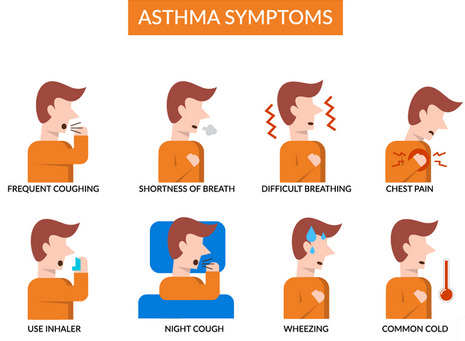 ASTHMA SYMPTOMS
FREQUENT COUGHING
SHORTNESS OF BREATH
DIFFICULT BREATHING
CHEST PAIN
USE INHALER
NIGHT COUGH
WHEEZING
COMMON COLD